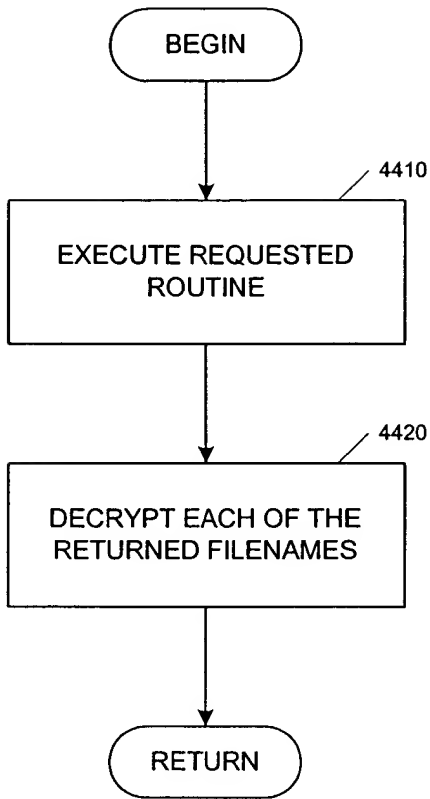 BEGIN
4410
EXECUTE REQUESTED
ROUTINE
4420
DECRYPT EACH OF THE
RETURNED FILENAMES
RETURN